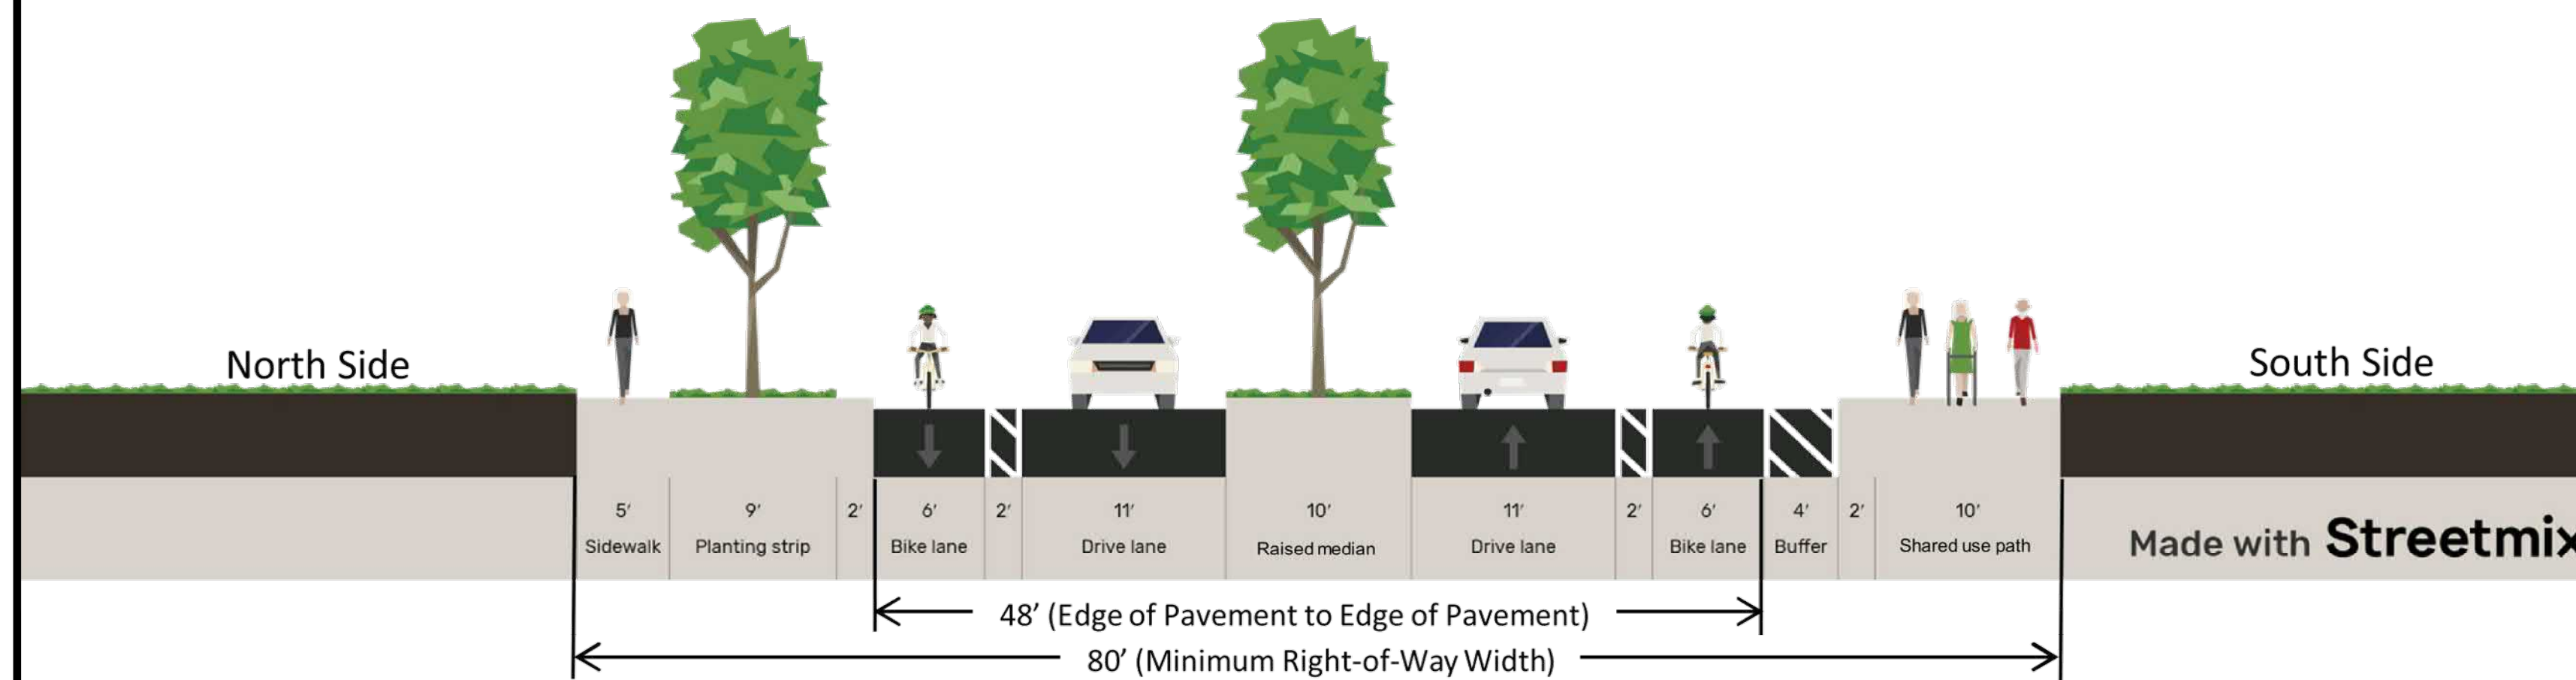 North Side
South Side
5' 9' 2' 6' 2' 11' 10' 11' 2' 6' 4' 2' 10'
Sidewalk Planting strip Bike lane Drive lane Raised median Drive lane Bike lane Buffer Shared use path
Made with Streetmix
48' (Edge of Pavement to Edge of Pavement)
80' (Minimum Right-of-Way Width)